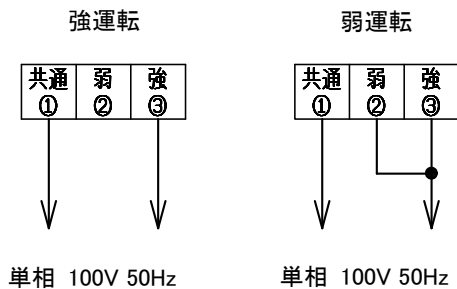 強運転
弱運転
共通 弱 強
① ② ③
共通 弱 強
① ② ③
単相 100V 50Hz
単相 100V 50Hz